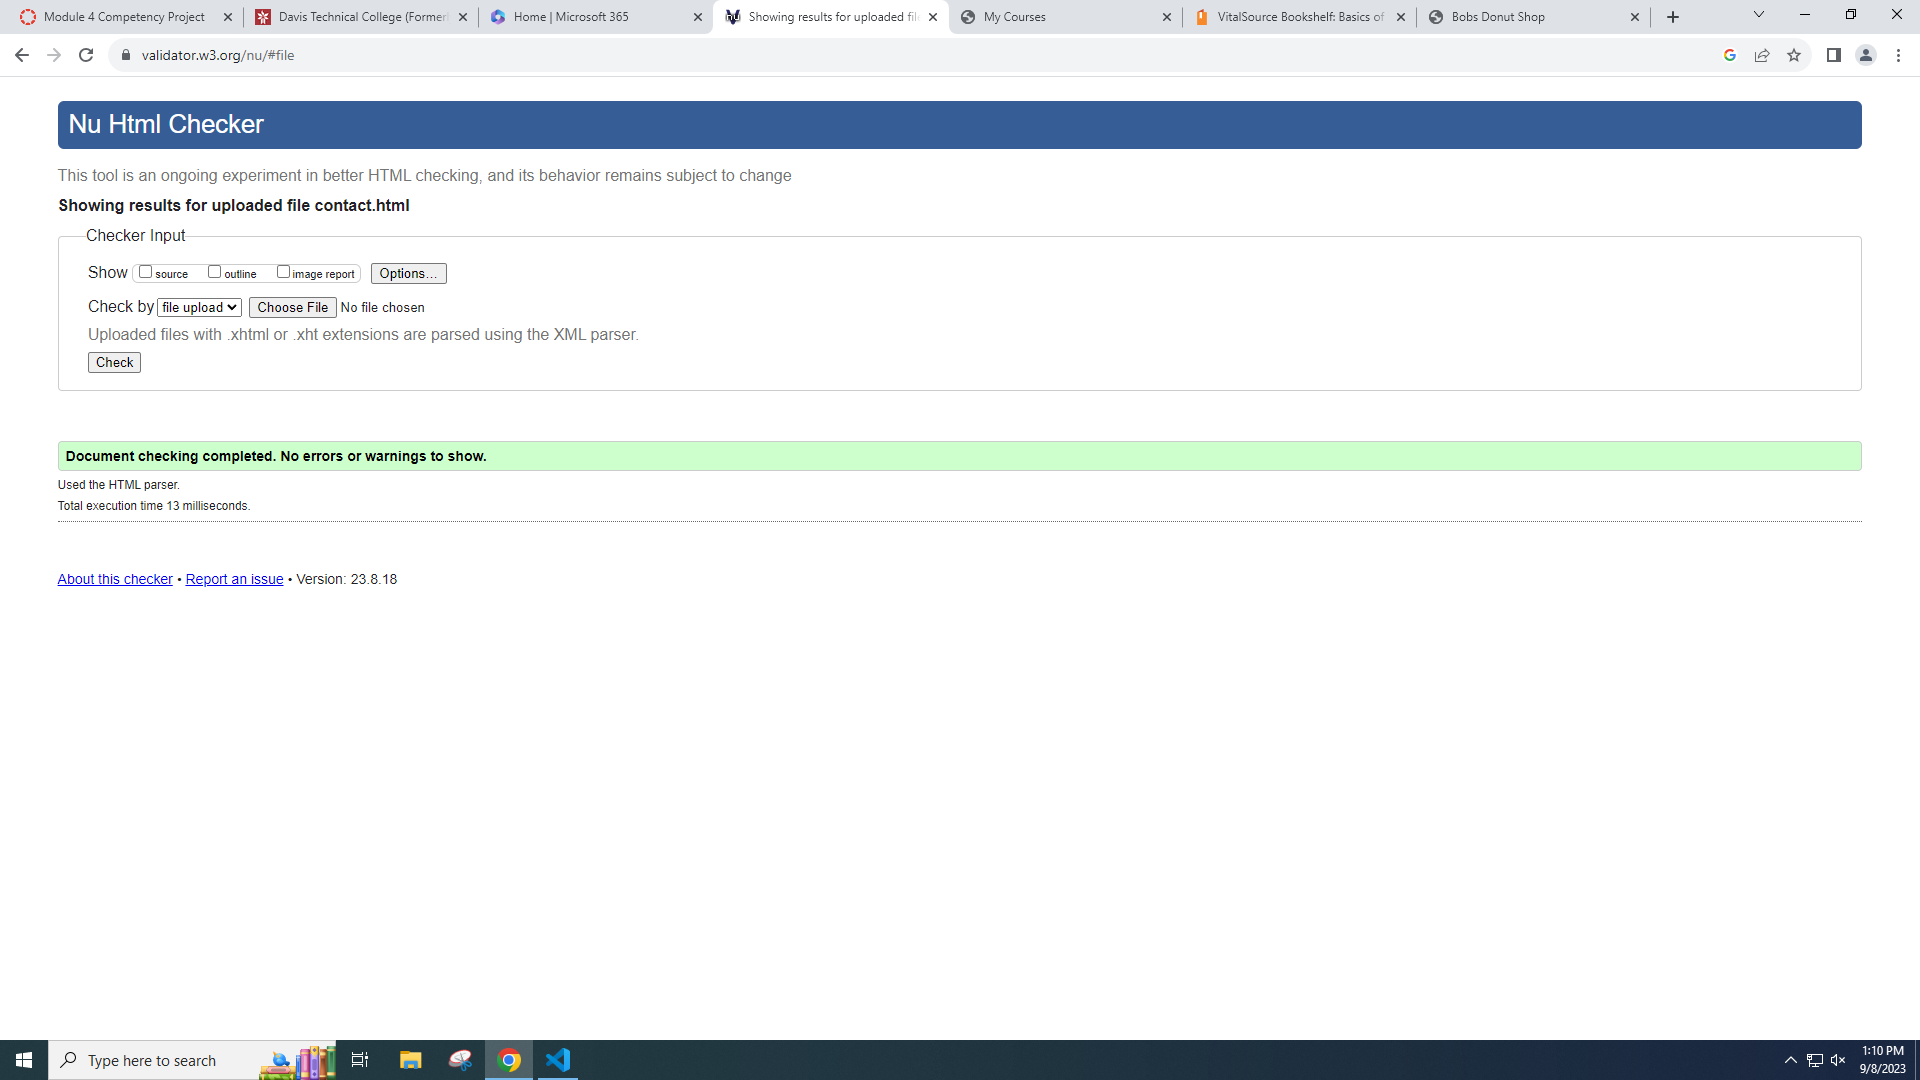 Module 4 Competency Project
Davis Technical College (Former
Home | Microsoft 365
Showing results for uploaded fil
My Courses
VitalSource Bookshelf: Basics of
Bobs Donut Shop
validator.w3.org/nu/#file
Nu Html Checker
This tool is an ongoing experiment in better HTML checking, and its behavior remains subject to change
Showing results for uploaded file contact.html
Checker Input
Show source outline image report Options...
Check by file upload Choose File No file chosen
Uploaded files with .xhtml or .xht extensions are parsed using the XML parser.
Check
Document checking completed. No errors or warnings to show.
Used the HTML parser.
Total execution time 13 milliseconds.
About this checker • Report an issue • Version: 23.8.18
Type here to search
1:10 PM
9/8/2023